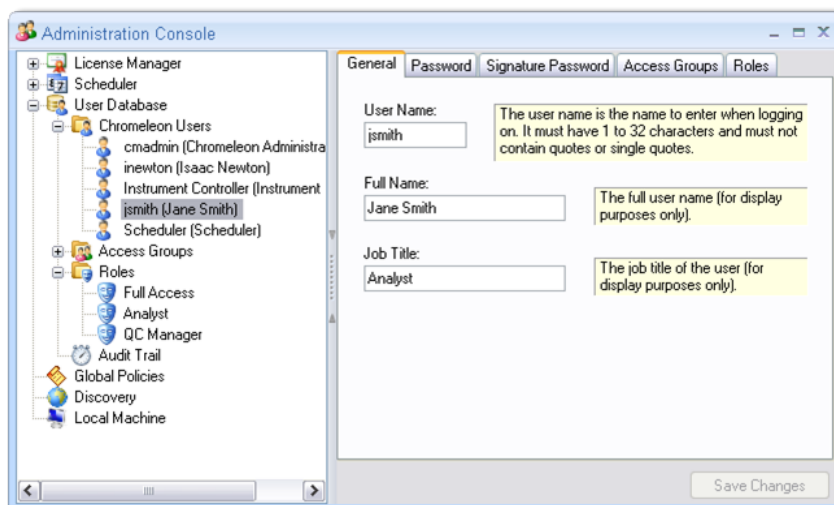 Administration Console
License Manager
Scheduler
User Database
Chromeleon Users
cmadmin (Chromeleon Administra
inewton (Isaac Newton)
Instrument Controller (Instrument
jsmith (Jane Smith)
Scheduler (Scheduler)
Access Groups
Roles
Full Access
Analyst
QC Manager
Audit Trail
Global Policies
Discovery
Local Machine
General Password Signature Password Access Groups Roles
User Name:
jsmith
The user name is the name to enter when logging
on. It must have 1 to 32 characters and must not
contain quotes or single quotes.
Full Name:
Jane Smith
The full user name (for display
purposes only).
Job Title:
Analyst
The job title of the user (for
display purposes only).
Save Changes